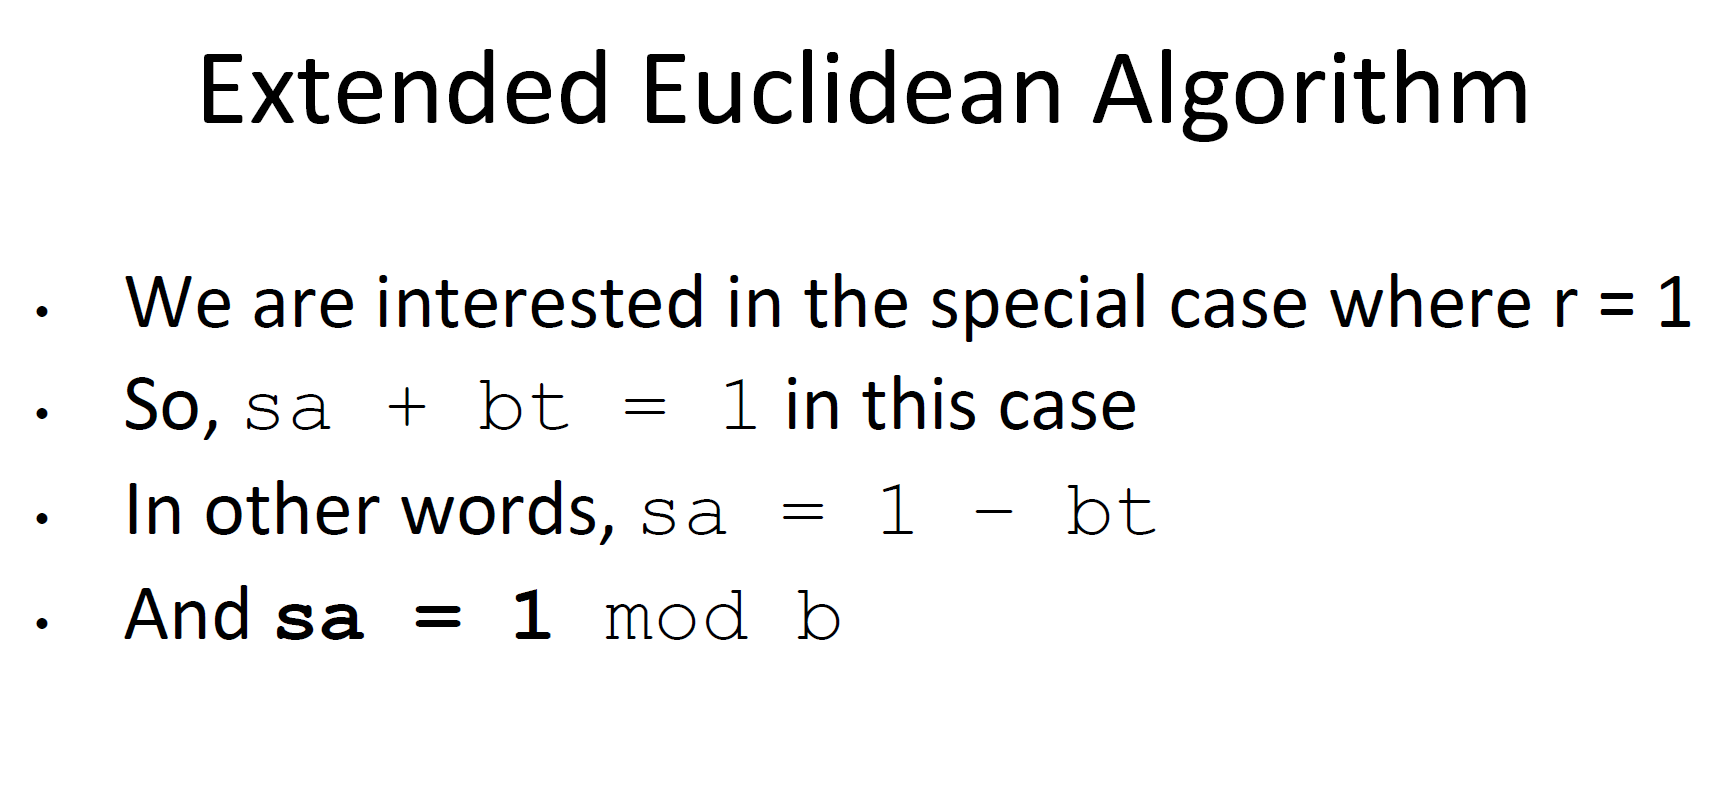 Extended Euclidean Algorithm
• We are interested in the special case where r = 1
• So, sa + bt = 1 in this case
• In other words, sa = 1 - bt
• And sa = 1 mod b